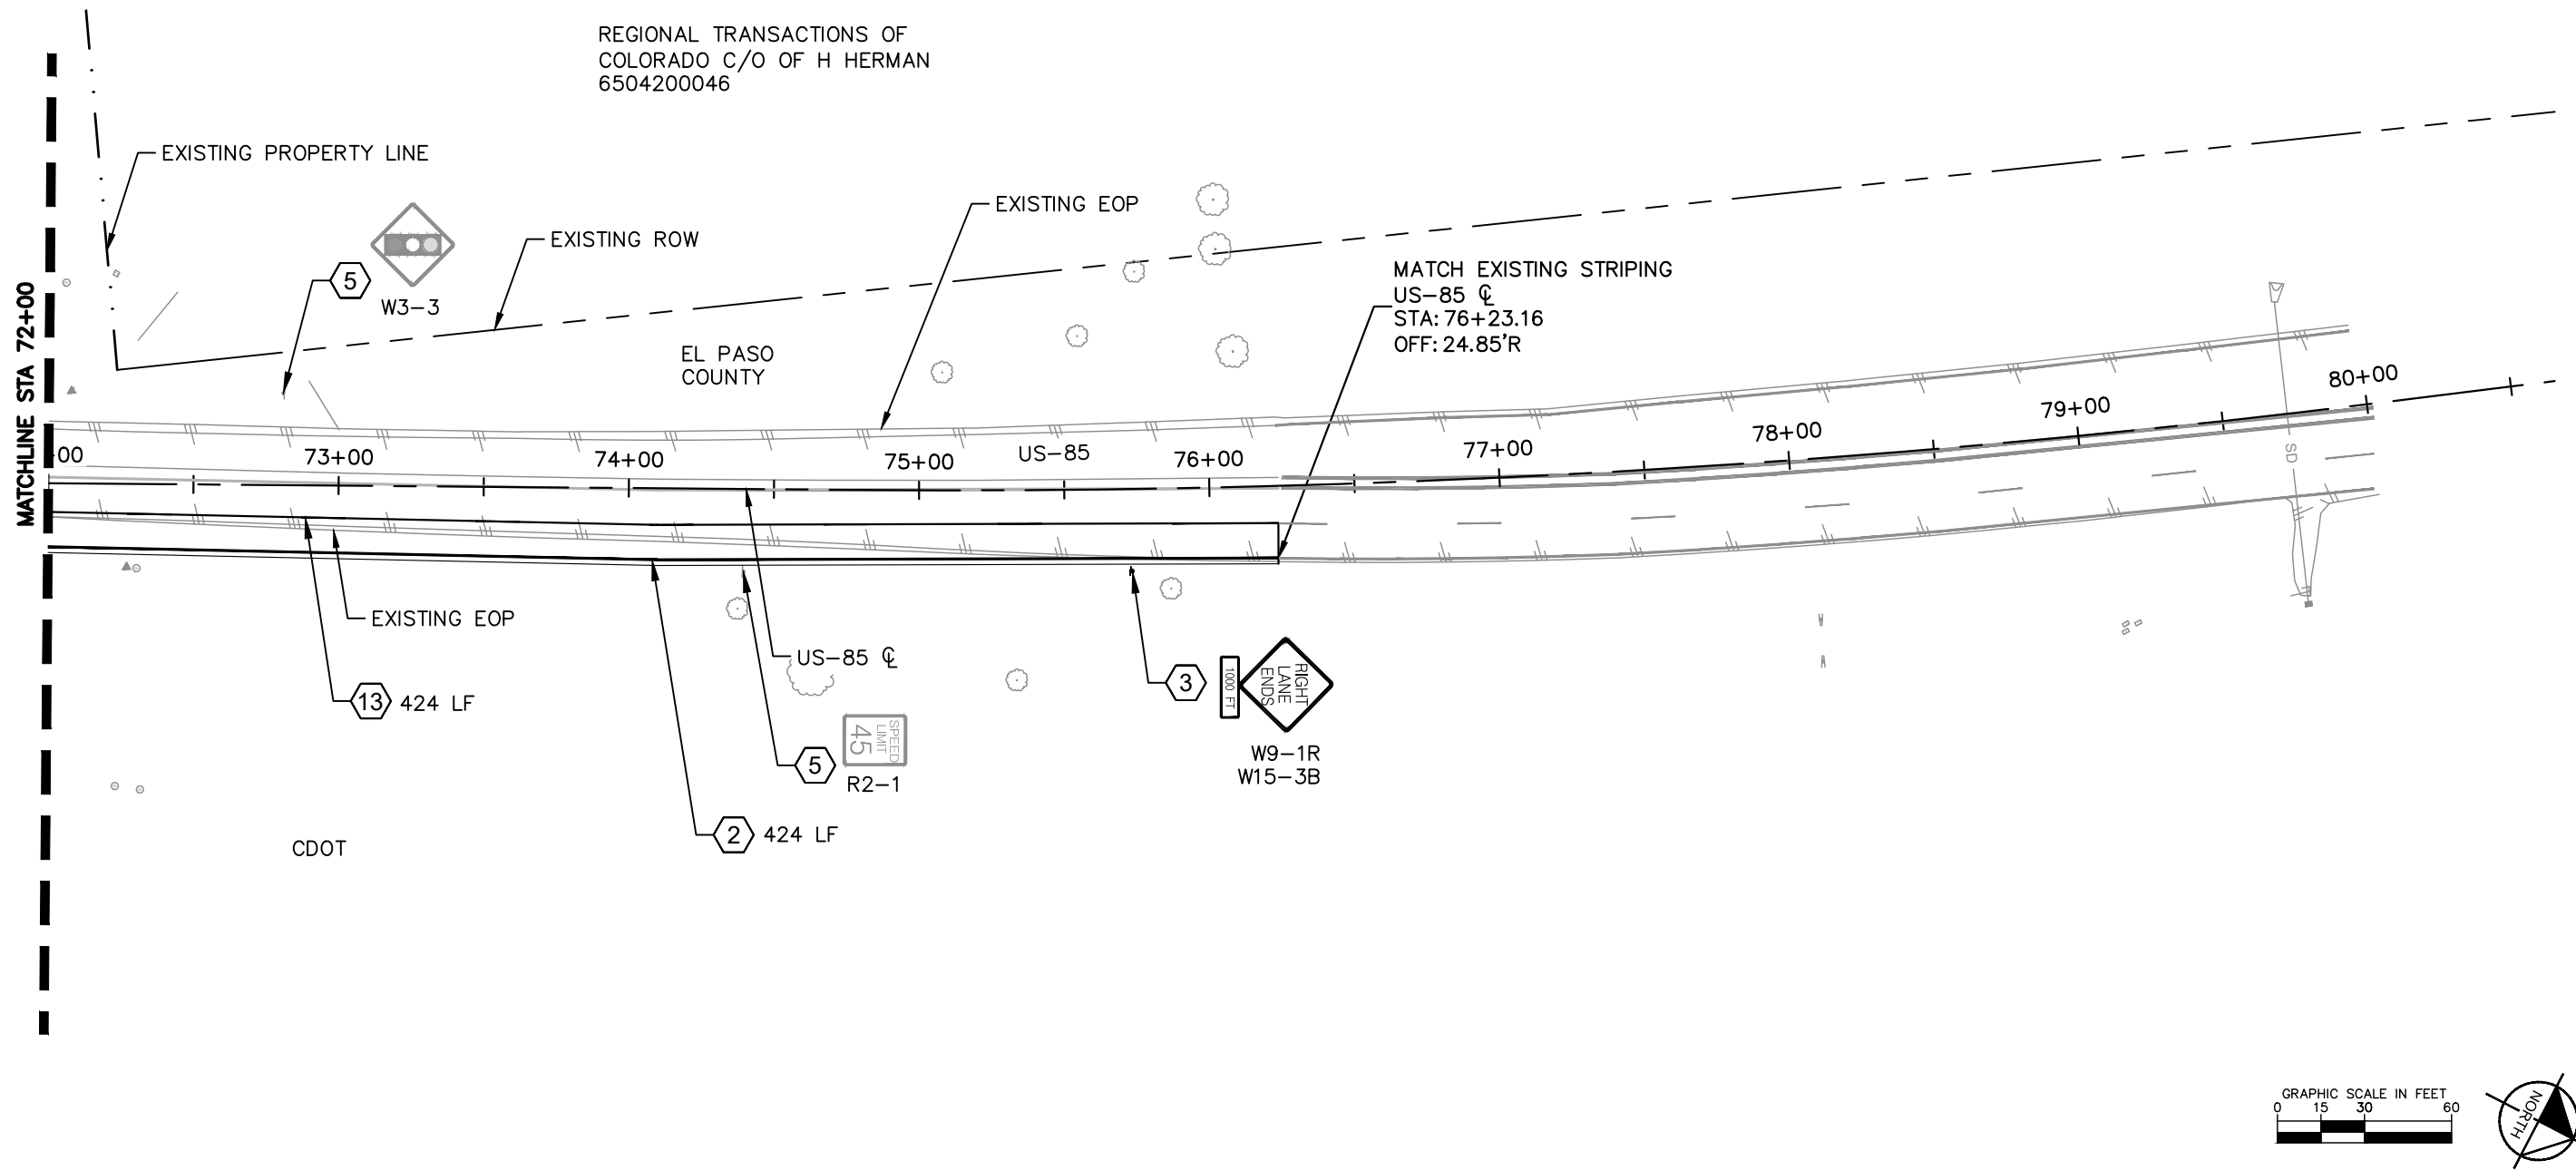 REGIONAL TRANSACTIONS OF
COLORADO C/O OF H HERMAN
6504200046
EXISTING PROPERTY LINE
EXISTING EOP
EXISTING ROW
5
W3-3
MATCH EXISTING STRIPING
US-85 ℄
STA: 76+23.16
OFF: 24.85'R
EL PASO
COUNTY
MATCHLINE STA 72+00
00
73+00
74+00
75+00
US-85
76+00
77+00
78+00
79+00
80+00
SD
EXISTING EOP
US-85 ℄
13
424 LF
5
SPEED
LIMIT
45
R2-1
3
1000 FT
RIGHT
LANE
ENDS
W9-1R
W15-3B
2
424 LF
CDOT
GRAPHIC SCALE IN FEET
0 15 30 60
NORTH